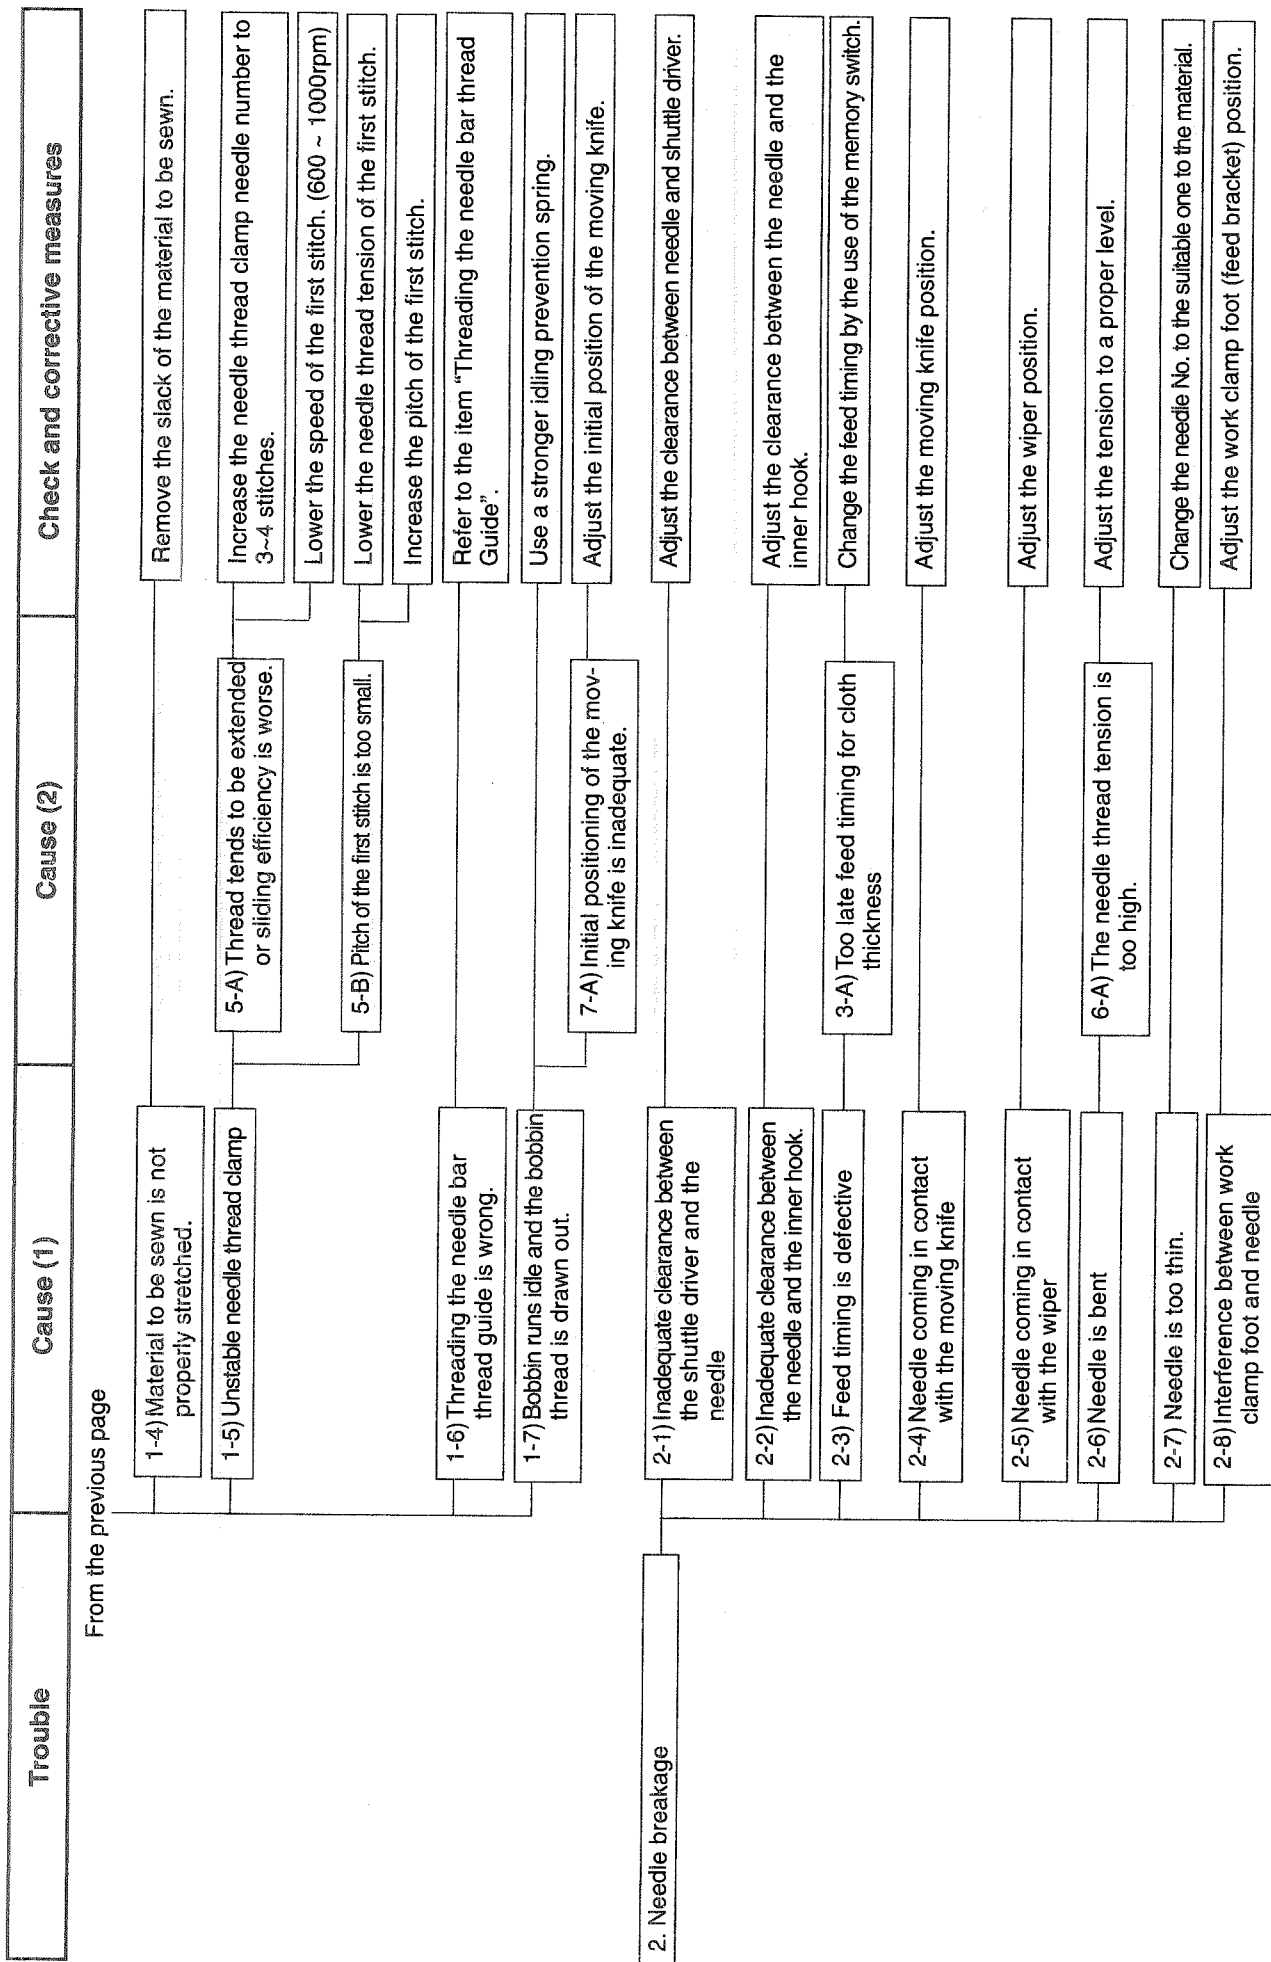 Trouble
Cause (1)
Cause (2)
Check and corrective measures
From the previous page
1-4) Material to be sewn is not
properly stretched.
Remove the slack of the material to be sewn.
1-5) Unstable needle thread clamp
5-A) Thread tends to be extended
or sliding efficiency is worse.
Increase the needle thread clamp needle number to
3~4 stitches.
Lower the speed of the first stitch. (600 ~ 1000rpm)
5-B) Pitch of the first stitch is too small.
Lower the needle thread tension of the first stitch.
Increase the pitch of the first stitch.
1-6) Threading the needle bar
thread guide is wrong.
Refer to the item “Threading the needle bar thread
Guide”.
1-7) Bobbin runs idle and the bobbin
thread is drawn out.
Use a stronger idling prevention spring.
7-A) Initial positioning of the mov-
ing knife is inadequate.
Adjust the initial position of the moving knife.
2. Needle breakage
2-1) Inadequate clearance between
the shuttle driver and the
needle
Adjust the clearance between needle and shuttle driver.
2-2) Inadequate clearance between
the needle and the inner hook.
Adjust the clearance between the needle and the
inner hook.
2-3) Feed timing is defective
3-A) Too late feed timing for cloth
thickness
Change the feed timing by the use of the memory switch.
2-4) Needle coming in contact
with the moving knife
Adjust the moving knife position.
2-5) Needle coming in contact
with the wiper
Adjust the wiper position.
2-6) Needle is bent
6-A) The needle thread tension is
too high.
Adjust the tension to a proper level.
2-7) Needle is too thin.
Change the needle No. to the suitable one to the material.
2-8) Interference between work
clamp foot and needle
Adjust the work clamp foot (feed bracket) position.